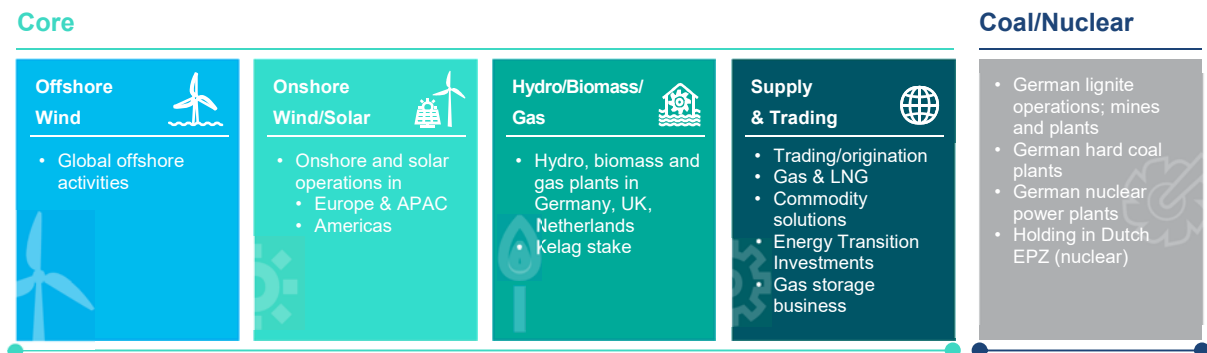 Core
Offshore
Wind
• Global offshore
activities
Onshore
Wind/Solar
• Onshore and solar
operations in
• Europe & APAC
• Americas
Hydro/Biomass/
Gas
• Hydro, biomass and
gas plants in
Germany, UK,
Netherlands
• Kelag stake
Supply
& Trading
• Trading/origination
• Gas & LNG
• Commodity
solutions
• Energy Transition
Investments
• Gas storage
business
Coal/Nuclear
• German lignite
operations; mines
and plants
• German hard coal
plants
• German nuclear
power plants
• Holding in Dutch
EPZ (nuclear)